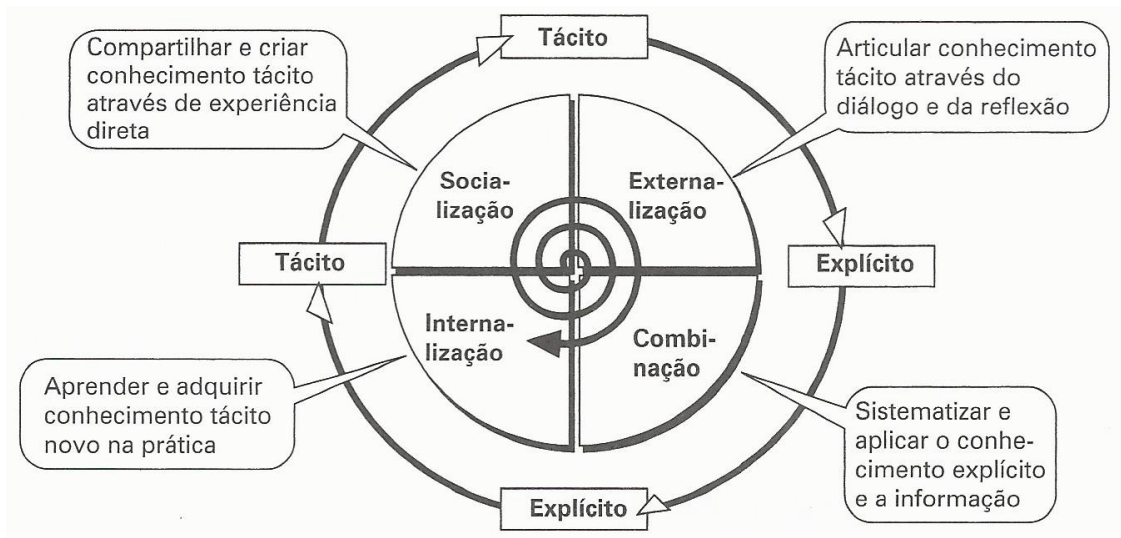 Tácito
Compartilhar e criar
conhecimento tácito
através de experiência
direta
Articular conhecimento
tácito através do
diálogo e da reflexão
Socia-
lização
Externa-
lização
Tácito
Explícito
Interna-
lização
Combi-
nação
Aprender e adquirir
conhecimento tácito
novo na prática
Sistematizar e
aplicar o conhe-
cimento explícito
e a informação
Explícito